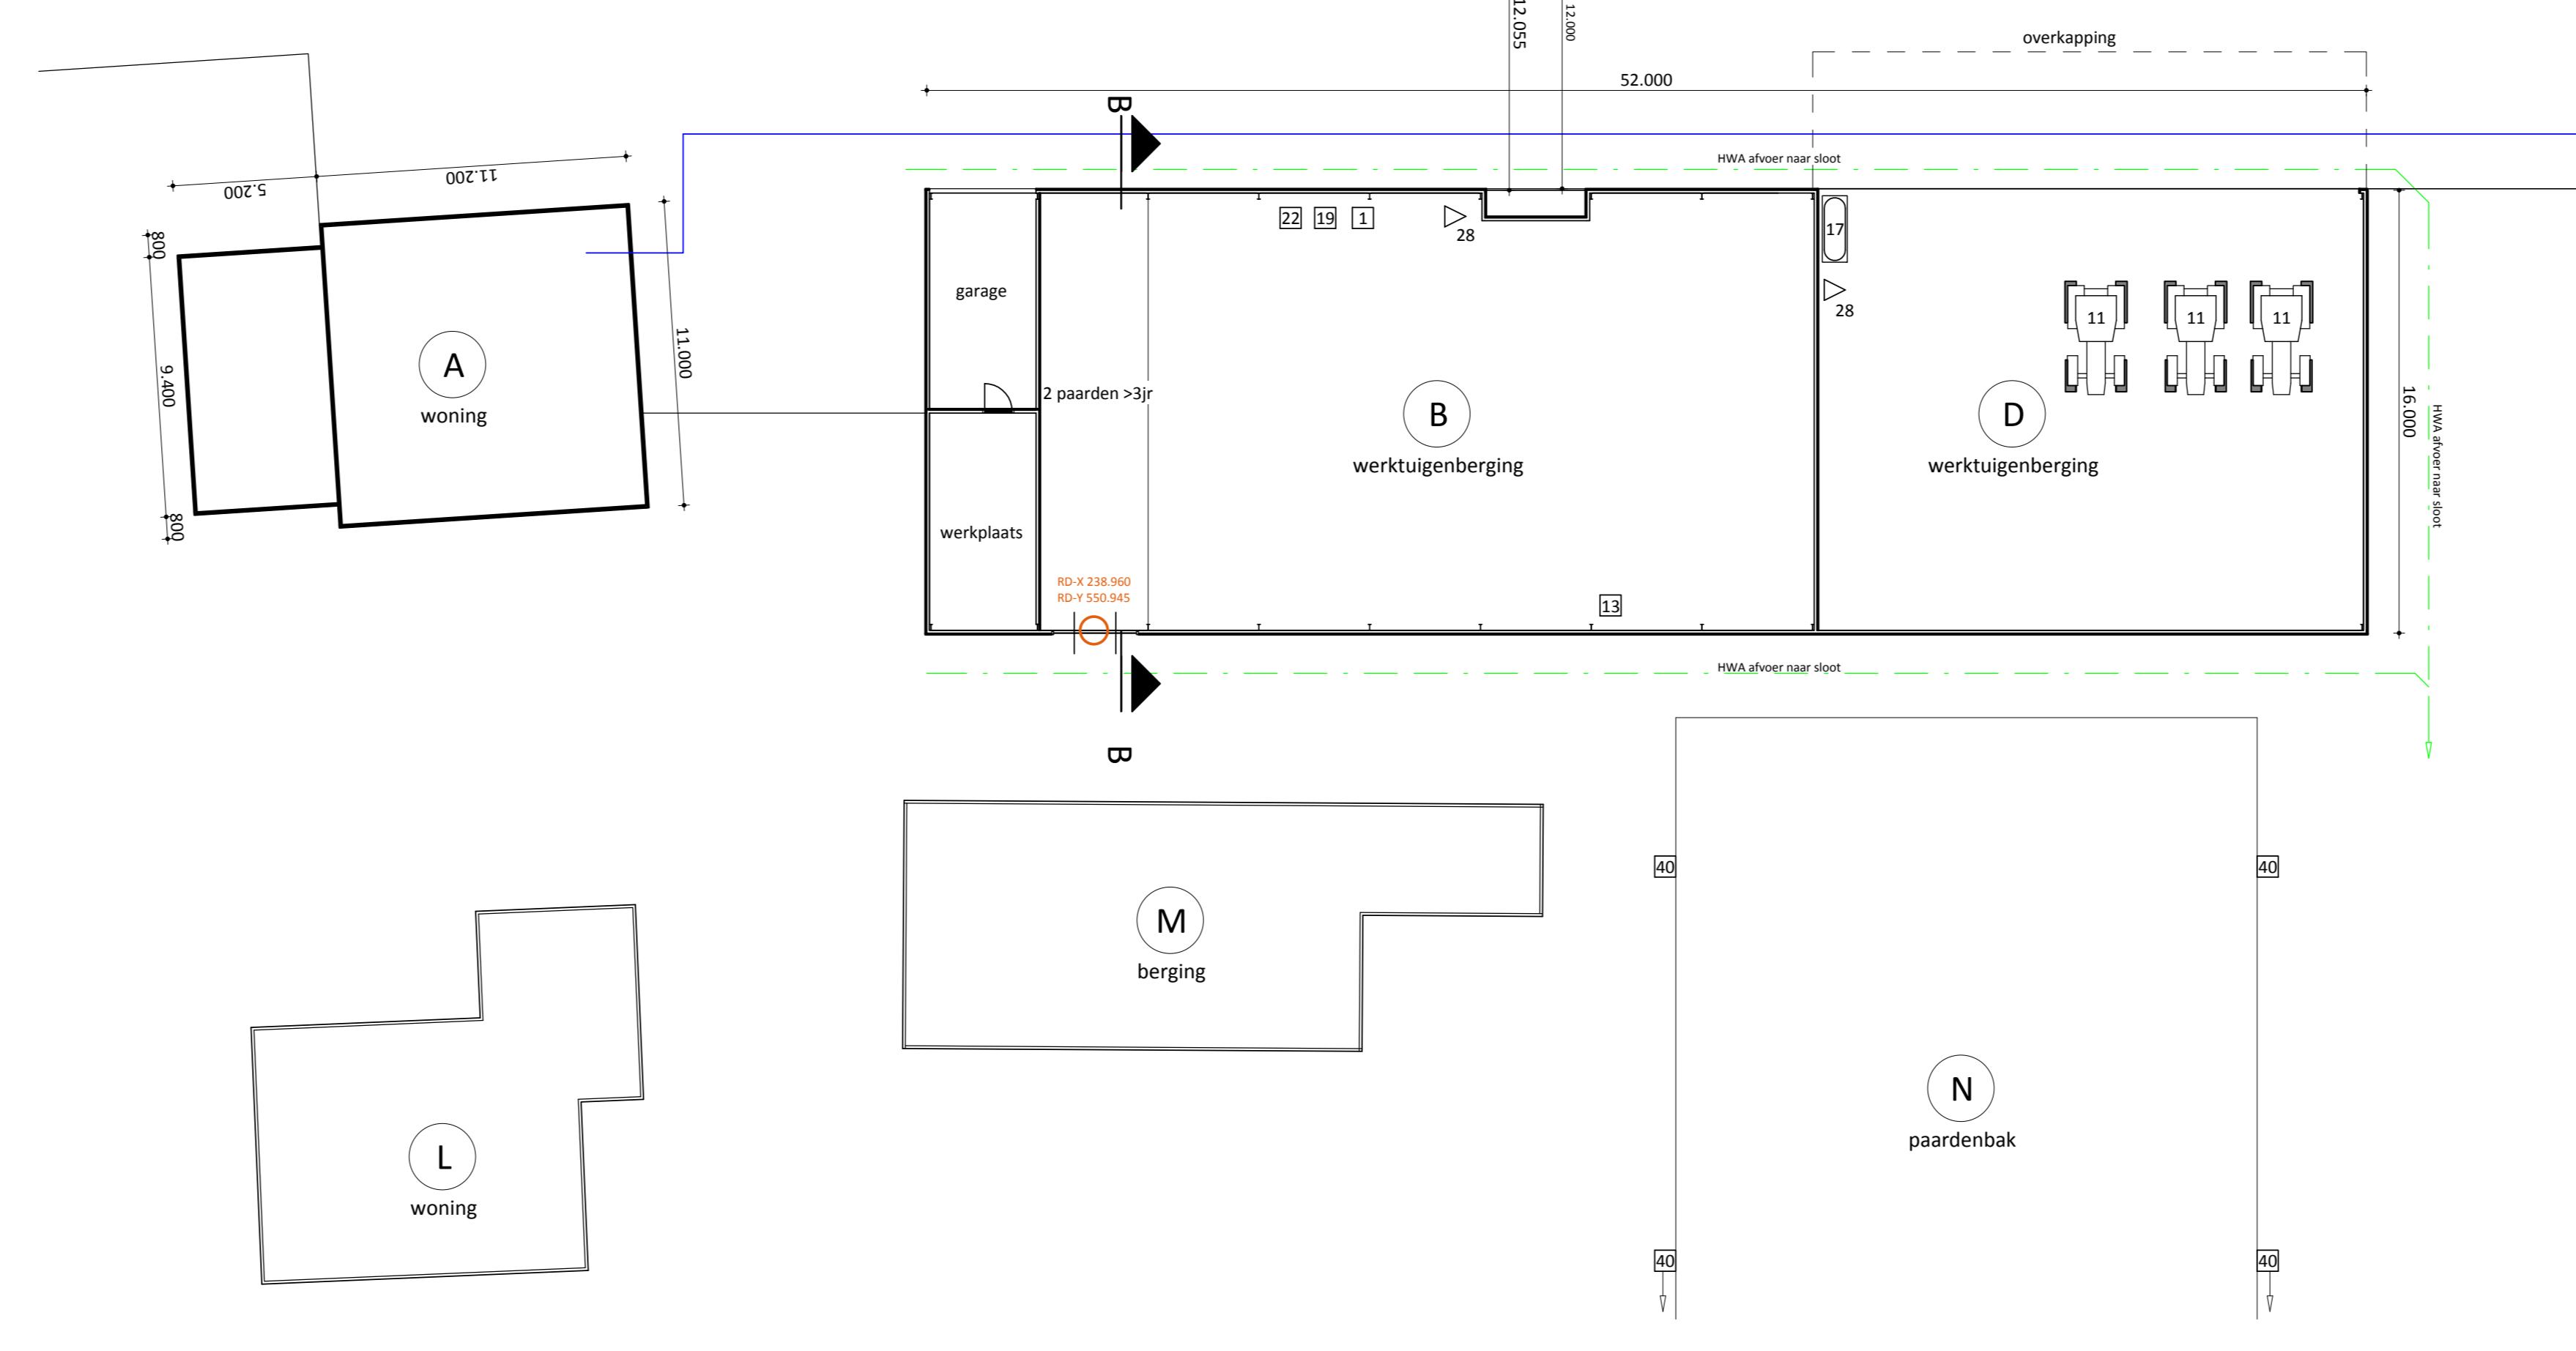 12.055
12.000
overkapping
52.000
B
HWA afvoer naar sloot
5.200
11.200
800
9.400
800
11.000
A
woning
garage
werkplaats
2 paarden >3jr
22
19
1
28
B
werktuigenberging
13
RD-X 238.960
RD-Y 550.945
17
28
11
11
11
D
werktuigenberging
16.000
HWA afvoer naar sloot
HWA afvoer naar sloot
B
M
berging
L
woning
40
40
N
paardenbak
40
40